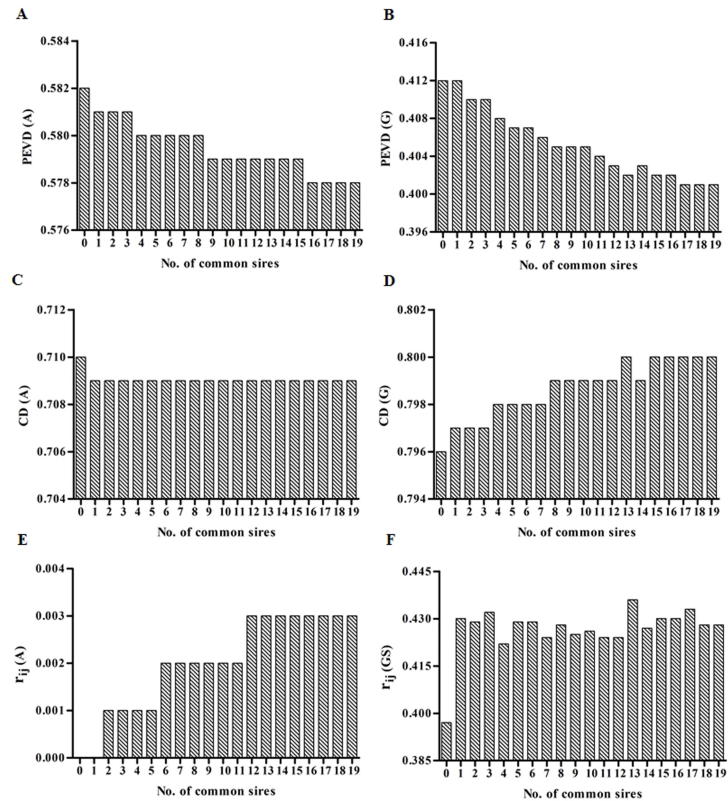 A
0.584
0.582
0.580
0.578
0.576
PEVD (A)
0 1 2 3 4 5 6 7 8 9 10 11 12 13 14 15 16 17 18 19
No. of common sires
B
0.416
0.412
0.408
0.404
0.400
0.396
PEVD (G)
0 1 2 3 4 5 6 7 8 9 10 11 12 13 14 15 16 17 18 19
No. of common sires
C
0.712
0.710
0.708
0.706
0.704
CD (A)
0 1 2 3 4 5 6 7 8 9 10 11 12 13 14 15 16 17 18 19
No. of common sires
D
0.802
0.800
0.798
0.796
0.794
CD (G)
0 1 2 3 4 5 6 7 8 9 10 11 12 13 14 15 16 17 18 19
No. of common sires
E
0.004
0.003
0.002
0.001
0.000
rij (A)
0 1 2 3 4 5 6 7 8 9 10 11 12 13 14 15 16 17 18 19
No. of common sires
F
0.445
0.430
0.415
0.400
0.385
rij (GS)
0 1 2 3 4 5 6 7 8 9 10 11 12 13 14 15 16 17 18 19
No. of common sires